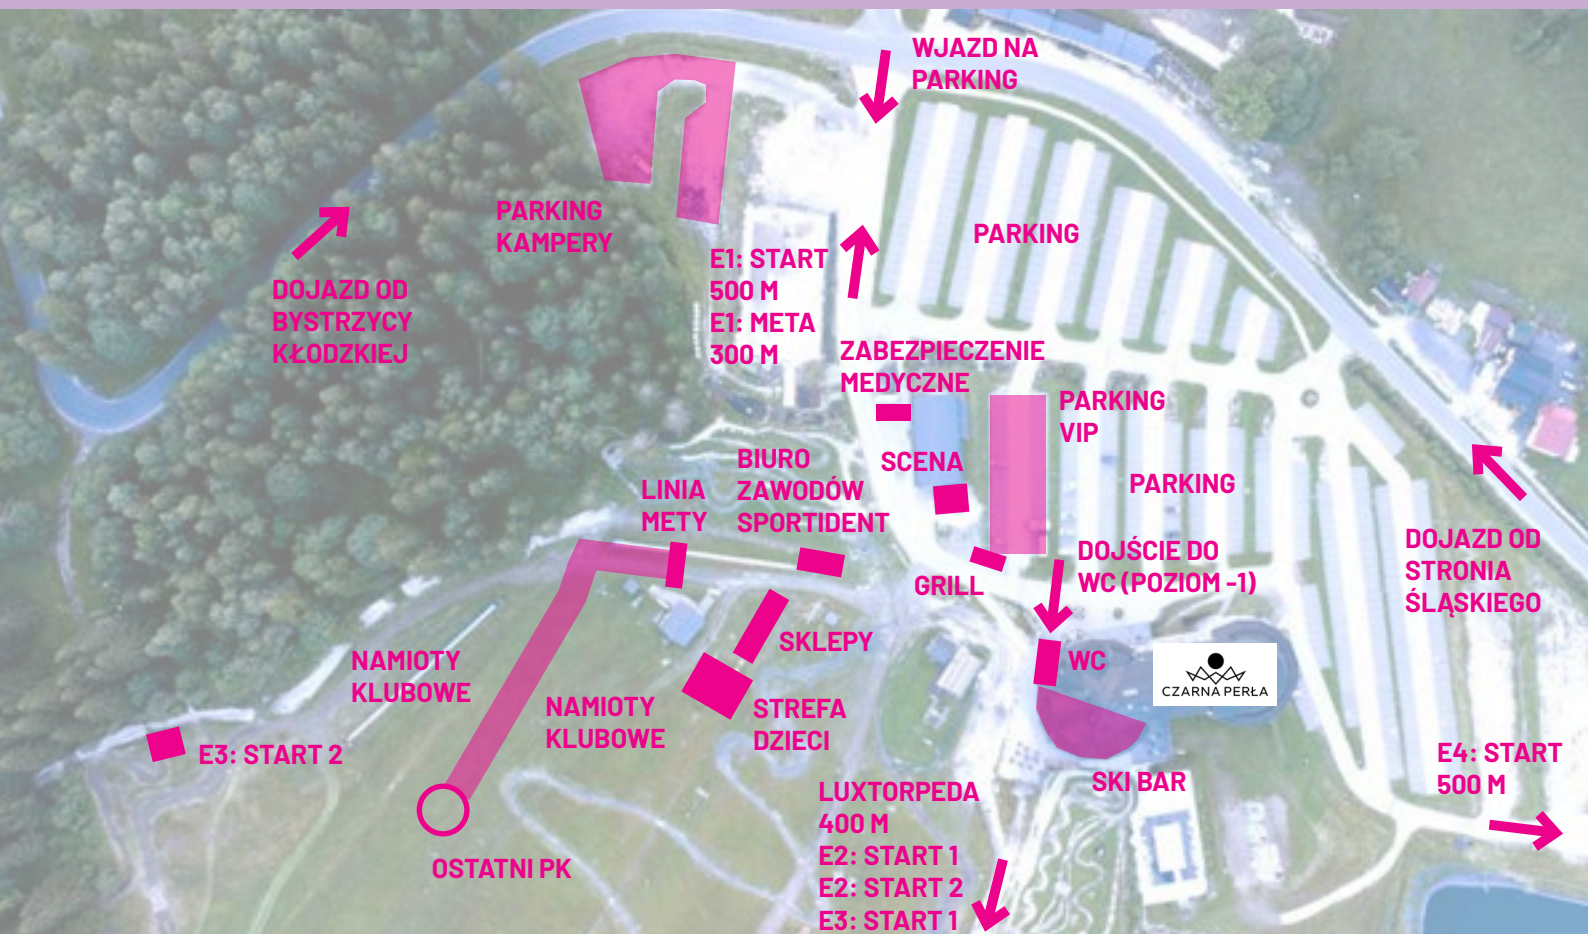 WJAZD NA
PARKING
PARKING
KAMPERY
PARKING
DOJAZD OD
BYSTRZYCY
KŁODZKIEJ
E1: START
500 M
E1: META
300 M
ZABEZPIECZENIE
MEDYCZNE
PARKING
VIP
BIURO
ZAWODÓW
SPORTIDENT
SCENA
LINIA
METY
PARKING
DOJAZD OD
STRONIA
ŚLĄSKIEGO
DOJŚCIE DO
WC (POZIOM -1)
GRILL
SKLEPY
WC
CZARNA PERŁA
NAMIOTY
KLUBOWE
NAMIOTY
KLUBOWE
STREFA
DZIECI
E3: START 2
SKI BAR
E4: START
500 M
LUXTORPEDA
400 M
E2: START 1
E2: START 2
E3: START 1
OSTATNI PK